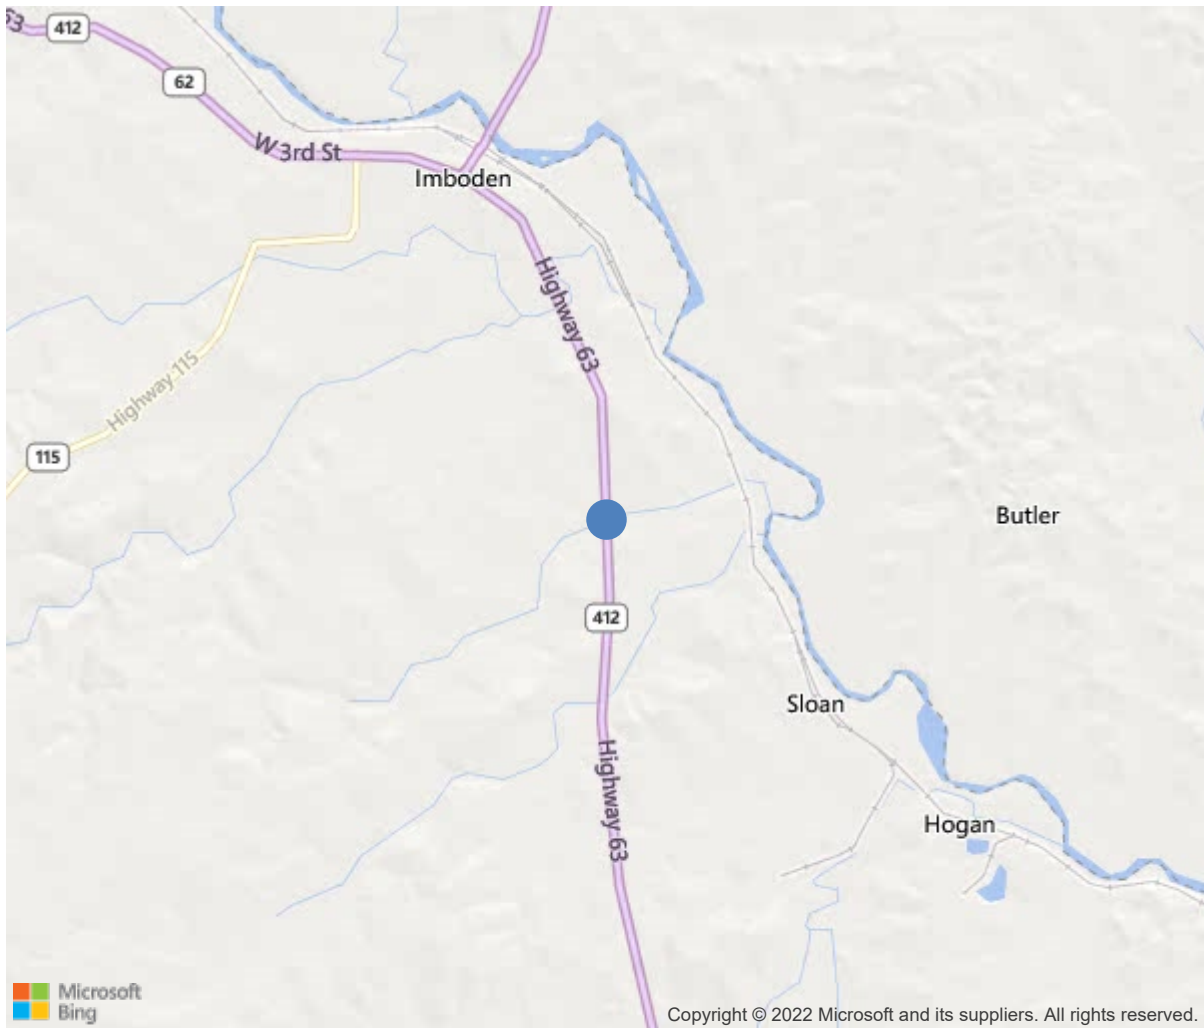 63
412
62
W 3rd St
Imboden
Highway 63
Highway 115
115
Butler
412
Sloan
Highway 63
Hogan
Microsoft
Bing
Copyright © 2022 Microsoft and its suppliers. All rights reserved.